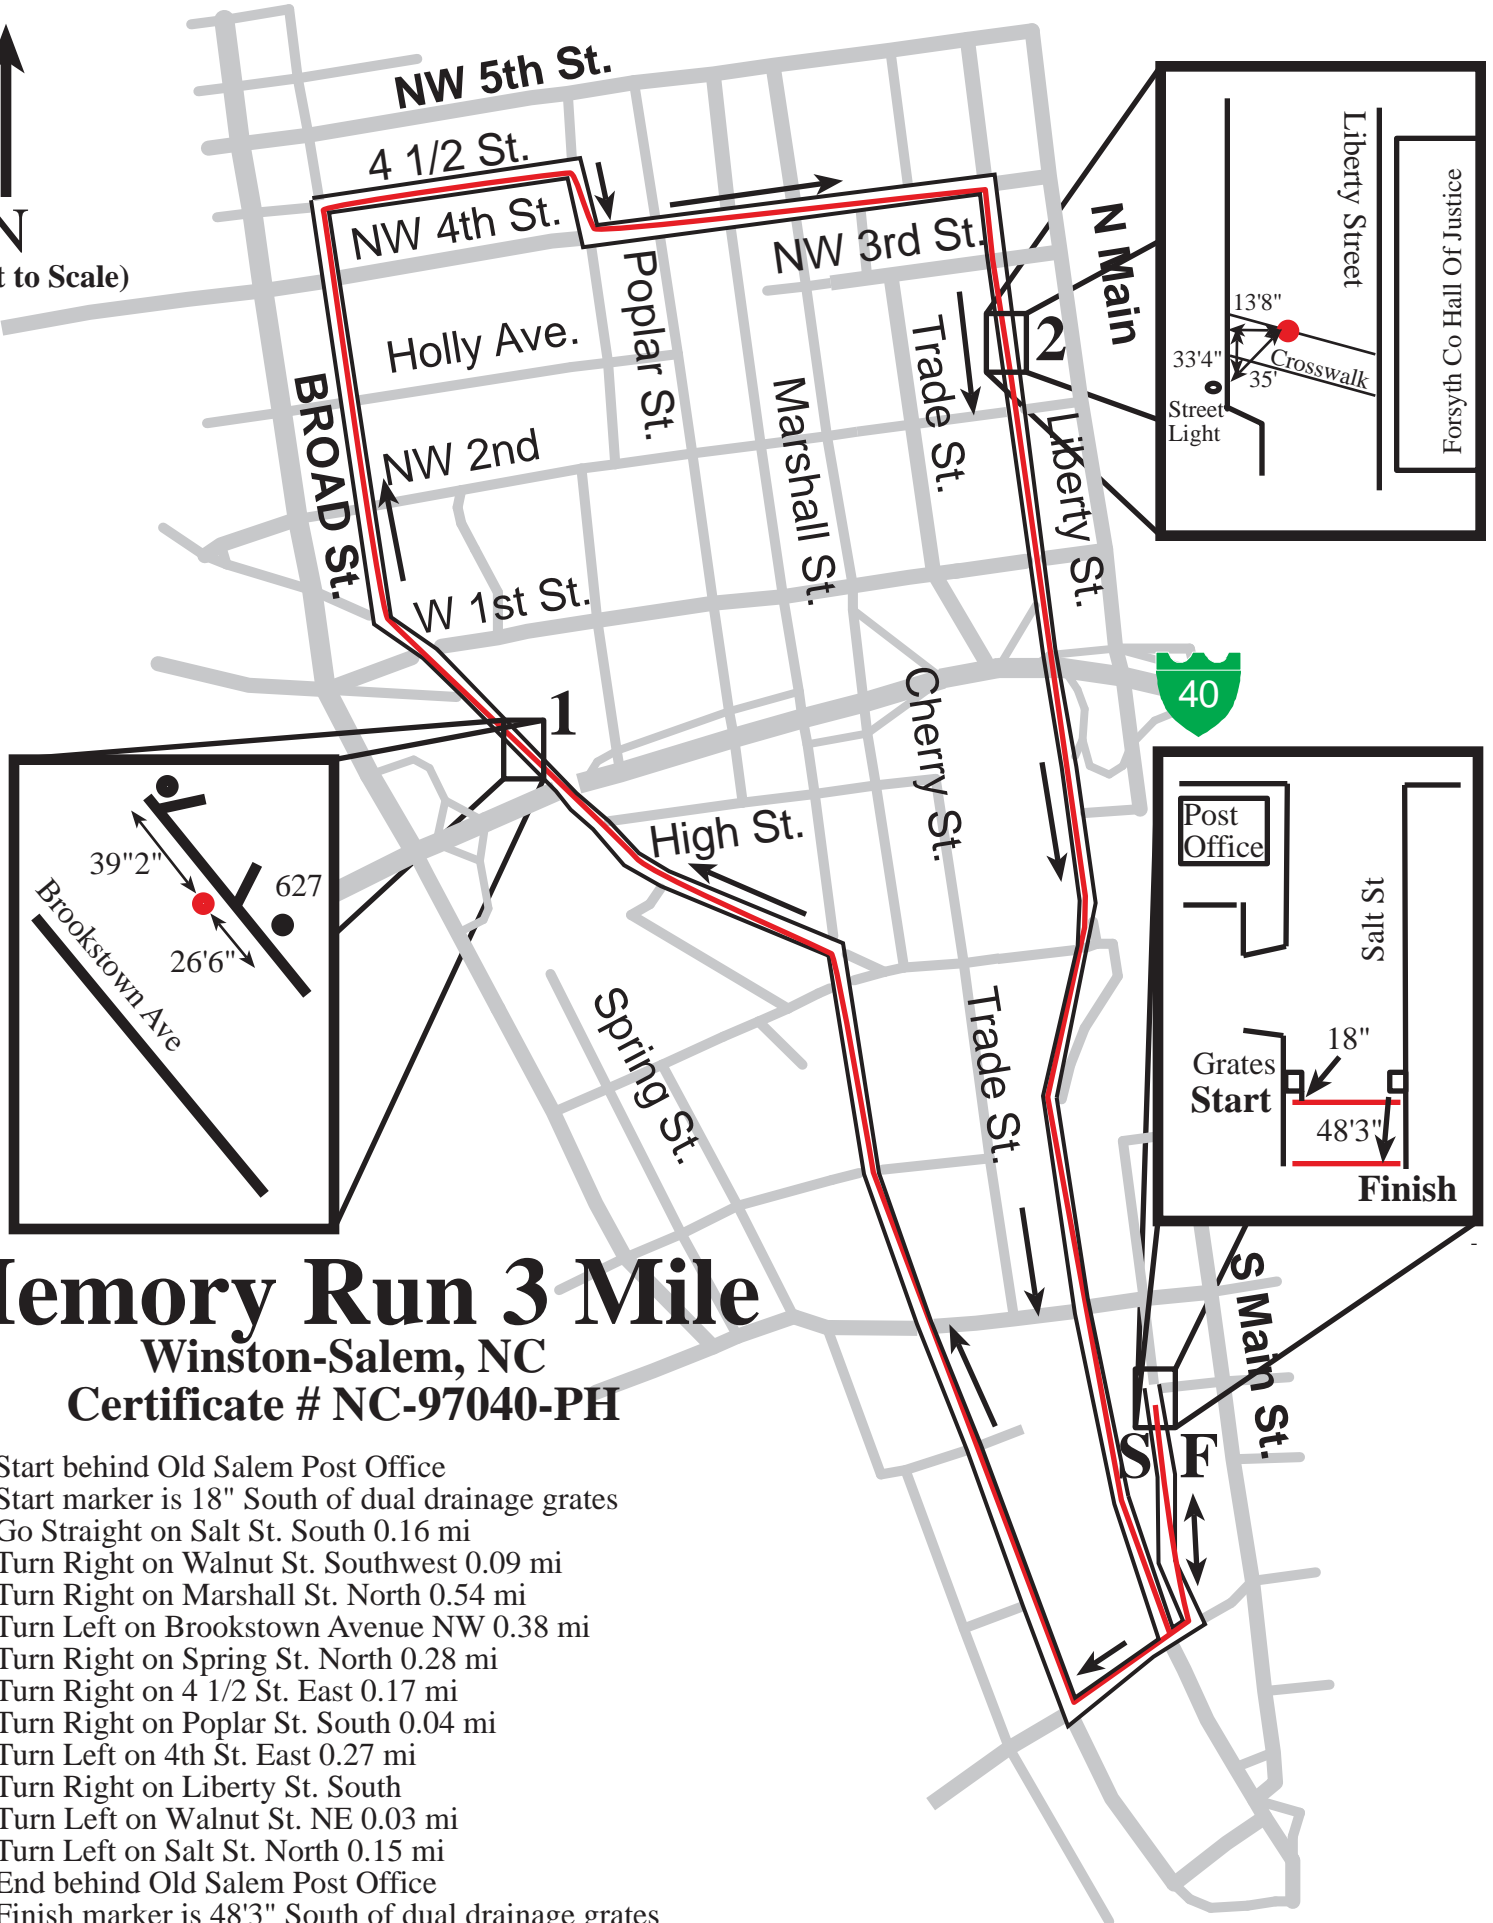 N
t to Scale)
NW 5th St.
4 1/2 St.
NW 4th St.
NW 3rd St.
N Main
Holly Ave.
Poplar St.
Trade St.
2
BROAD St.
NW 2nd
Marshall St.
Liberty St.
W 1st St.
Cherry St.
40
1
High St.
Spring St.
Trade St.
S Main St.
S F
Liberty Street
Forsyth Co Hall Of Justice
13'8"
33'4"
35'
Crosswalk
Street
Light
39"2"
627
Brookstown Ave
26'6"
Post
Office
Salt St
18"
Grates
Start
48'3"
Finish
-
emory Run 3 Mile
Winston-Salem, NC
Certificate # NC-97040-PH
Start behind Old Salem Post Office
Start marker is 18" South of dual drainage grates
Go Straight on Salt St. South 0.16 mi
Turn Right on Walnut St. Southwest 0.09 mi
Turn Right on Marshall St. North 0.54 mi
Turn Left on Brookstown Avenue NW 0.38 mi
Turn Right on Spring St. North 0.28 mi
Turn Right on 4 1/2 St. East 0.17 mi
Turn Right on Poplar St. South 0.04 mi
Turn Left on 4th St. East 0.27 mi
Turn Right on Liberty St. South
Turn Left on Walnut St. NE 0.03 mi
Turn Left on Salt St. North 0.15 mi
End behind Old Salem Post Office
Finish marker is 48'3" South of dual drainage grates